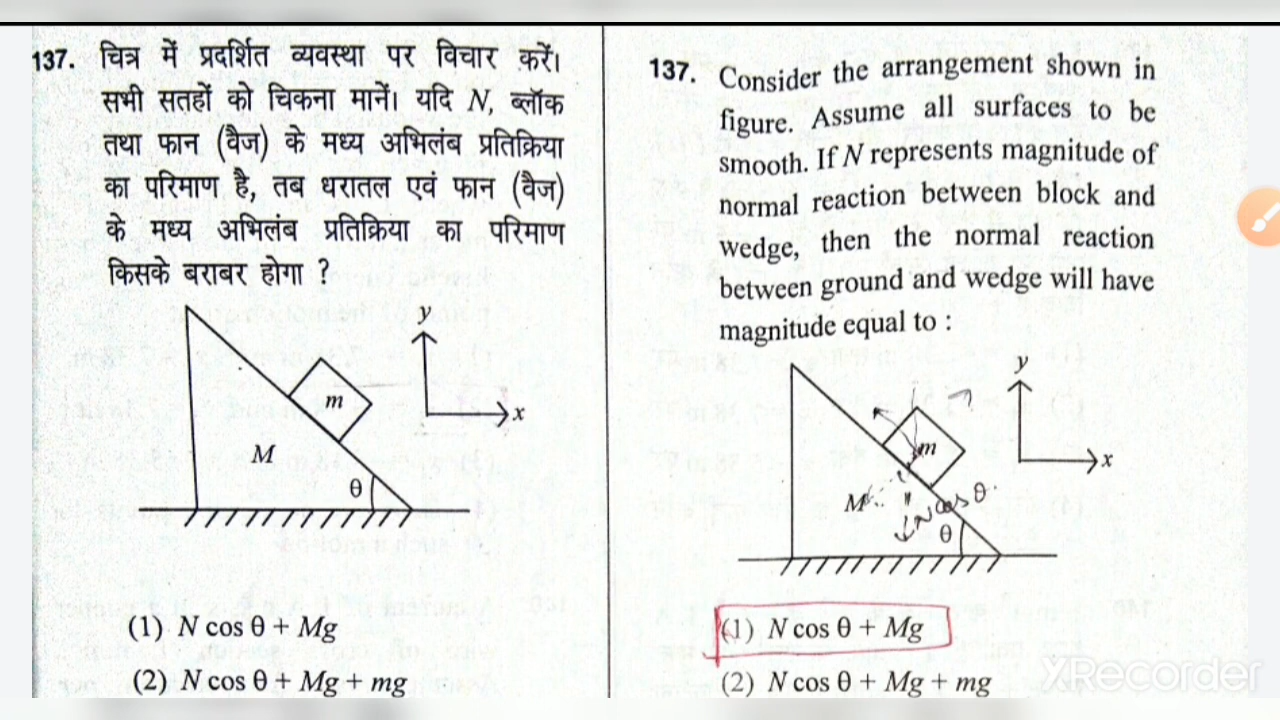 137. चित्र में प्रदर्शित व्यवस्था पर विचार करें।
सभी सतहों को चिकना मानें। यदि N, ब्लॉक
तथा फान (वैज) के मध्य अभिलंब प्रतिक्रिया
का परिमाण है, तब धरातल एवं फान (वैज)
के मध्य अभिलंब प्रतिक्रिया का परिमाण
किसके बराबर होगा ?
y
m
x
M
θ
(1) N cos θ + Mg
(2) N cos θ + Mg + mg
137. Consider the arrangement shown in
figure. Assume all surfaces to be
smooth. If N represents magnitude of
normal reaction between block and
wedge, then the normal reaction
between ground and wedge will have
magnitude equal to :
y
m
x
M
N cos θ
θ
(1) N cos θ + Mg
(2) N cos θ + Mg + mg
XRecorder